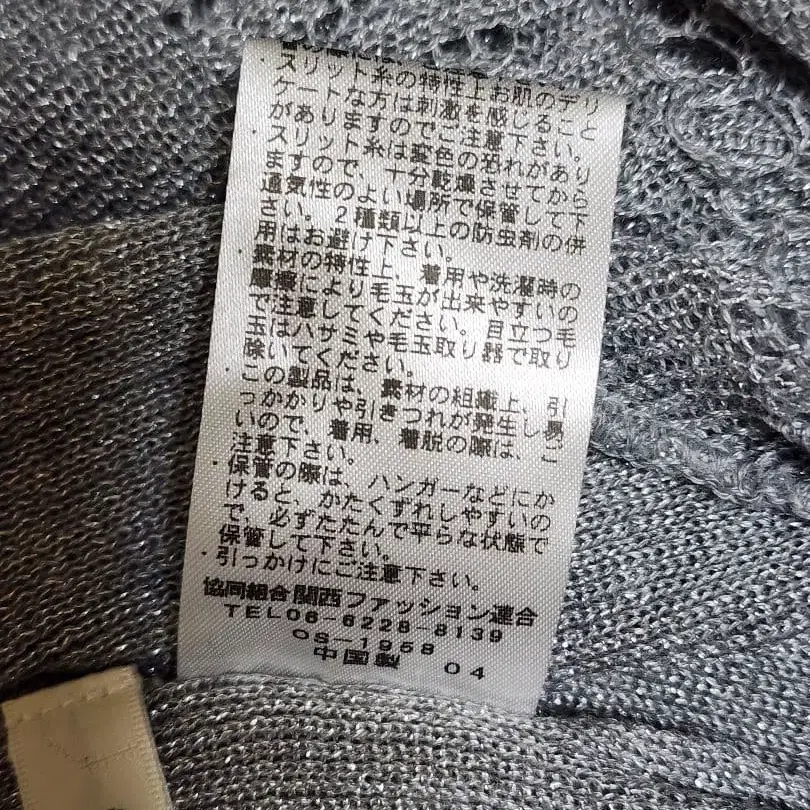 ・スリット糸の特性上お肌のデリ
ケートな方は刺激を感じること
がありますのでご注意下さい。
・スリット糸は変色の恐れがあり
ますので、十分乾燥させてから
通気性のよい場所で保管して下
さい。2種類以上の防虫剤の併
用はお避け下さい。
・素材の特性上、着用や洗濯時の
摩擦により毛玉が出来やすいの
で注意してください。目立つ毛
玉はハサミや毛玉取り器で取り
除いてください。
・この製品は、素材の組織上、引
っかかりや引きつれが発生し易
いので、着用、着脱の際は、ご
注意下さい。
・保管の際は、ハンガーなどにか
けると、かたくずれしやすいの
で、必ずたたんで平らな状態で
保管して下さい。
・引っかけにご注意下さい。
協同組合関西ファッション連合
TEL06-6228-8139
OS-1958
中国製 04